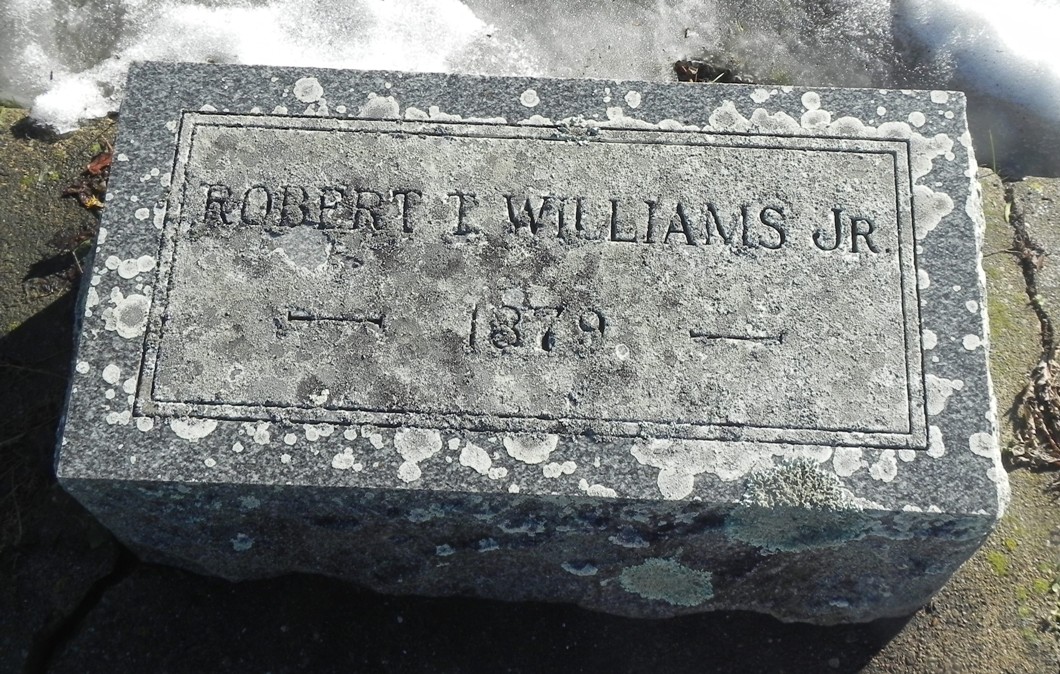 ROBERT T. WILLIAMS JR.
— 1879 —